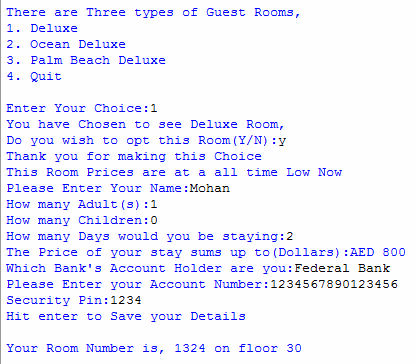 There are Three types of Guest Rooms,
1. Deluxe
2. Ocean Deluxe
3. Palm Beach Deluxe
4. Quit
Enter Your Choice:1
You have Chosen to see Deluxe Room,
Do you wish to opt this Room(Y/N):y
Thank you for making this Choice
This Room Prices are at a all time Low Now
Please Enter Your Name:Mohan
How many Adult(s):1
How many Children:0
How many Days would you be staying:2
The Price of your stay sums up to(Dollars):AED 800
Which Bank's Account Holder are you:Federal Bank
Please Enter your Account Number:1234567890123456
Security Pin:1234
Hit enter to Save your Details
Your Room Number is, 1324 on floor 30